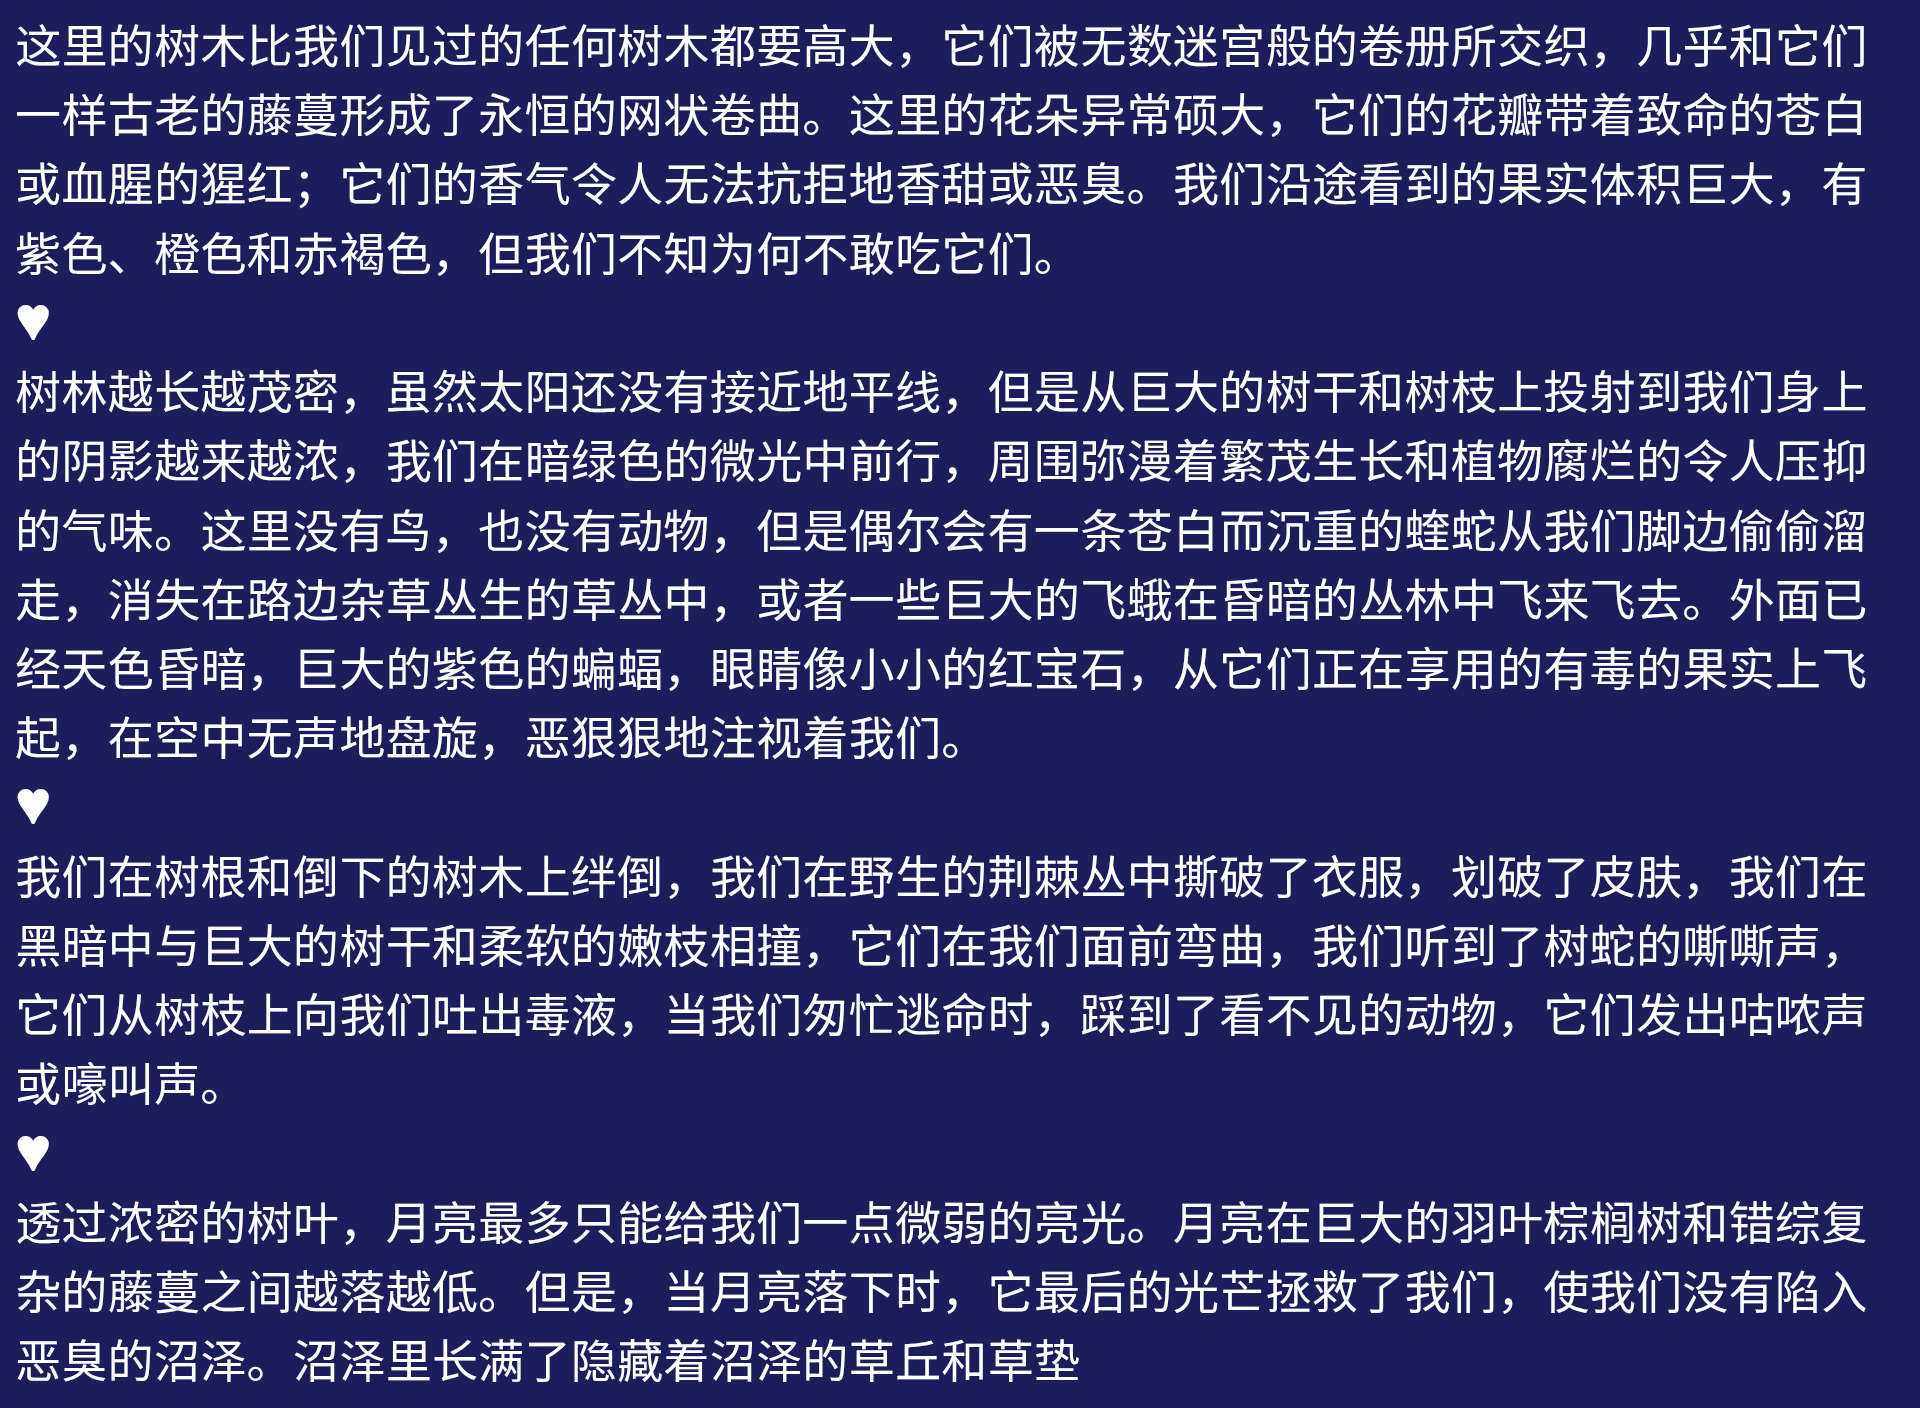 这里的树木比我们见过的任何树木都要高大，它们被无数迷宫般的卷册所交织，几乎和它们
一样古老的藤蔓形成了永恒的网状卷曲。这里的花朵异常硕大，它们的花瓣带着致命的苍白
或血腥的猩红；它们的香气令人无法抗拒地香甜或恶臭。我们沿途看到的果实体积巨大，有
紫色、橙色和赤褐色，但我们不知为何不敢吃它们。
♥
树林越长越茂密，虽然太阳还没有接近地平线，但是从巨大的树干和树枝上投射到我们身上
的阴影越来越浓，我们在暗绿色的微光中前行，周围弥漫着繁茂生长和植物腐烂的令人压抑
的气味。这里没有鸟，也没有动物，但是偶尔会有一条苍白而沉重的蝰蛇从我们脚边偷偷溜
走，消失在路边杂草丛生的草丛中，或者一些巨大的飞蛾在昏暗的丛林中飞来飞去。外面已
经天色昏暗，巨大的紫色的蝙蝠，眼睛像小小的红宝石，从它们正在享用的有毒的果实上飞
起，在空中无声地盘旋，恶狠狠地注视着我们。
♥
我们在树根和倒下的树木上绊倒，我们在野生的荆棘丛中撕破了衣服，划破了皮肤，我们在
黑暗中与巨大的树干和柔软的嫩枝相撞，它们在我们面前弯曲，我们听到了树蛇的嘶嘶声，
它们从树枝上向我们吐出毒液，当我们匆忙逃命时，踩到了看不见的动物，它们发出咕哝声
或嚎叫声。
♥
透过浓密的树叶，月亮最多只能给我们一点微弱的亮光。月亮在巨大的羽叶棕榈树和错综复
杂的藤蔓之间越落越低。但是，当月亮落下时，它最后的光芒拯救了我们，使我们没有陷入
恶臭的沼泽。沼泽里长满了隐藏着沼泽的草丘和草垫